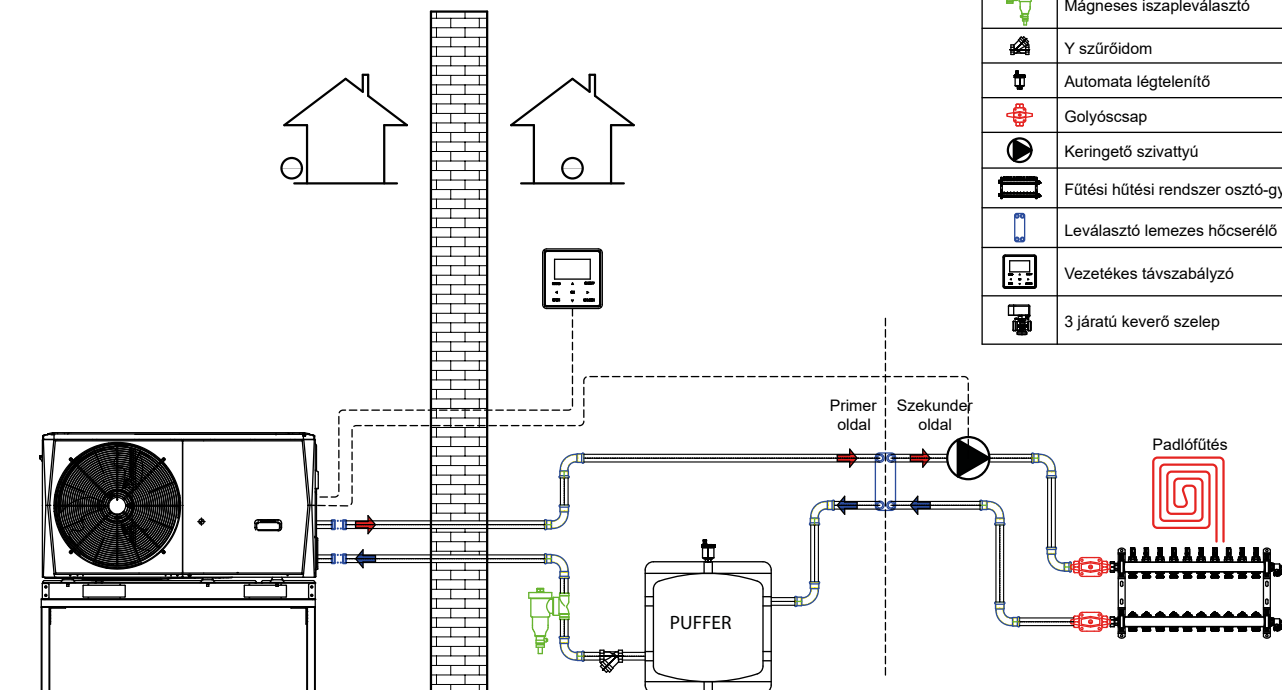 Mágneses iszapleválasztó
Y szűrőidom
Automata légtelenítő
Golyóscsap
Keringető szivattyú
Fűtési hűtési rendszer osztó-gy
Leválasztó lemezes hőcserélő
Vezetékes távszabályzó
3 járatú keverő szelep
Primer
oldal
Szekunder
oldal
Padlófűtés
PUFFER